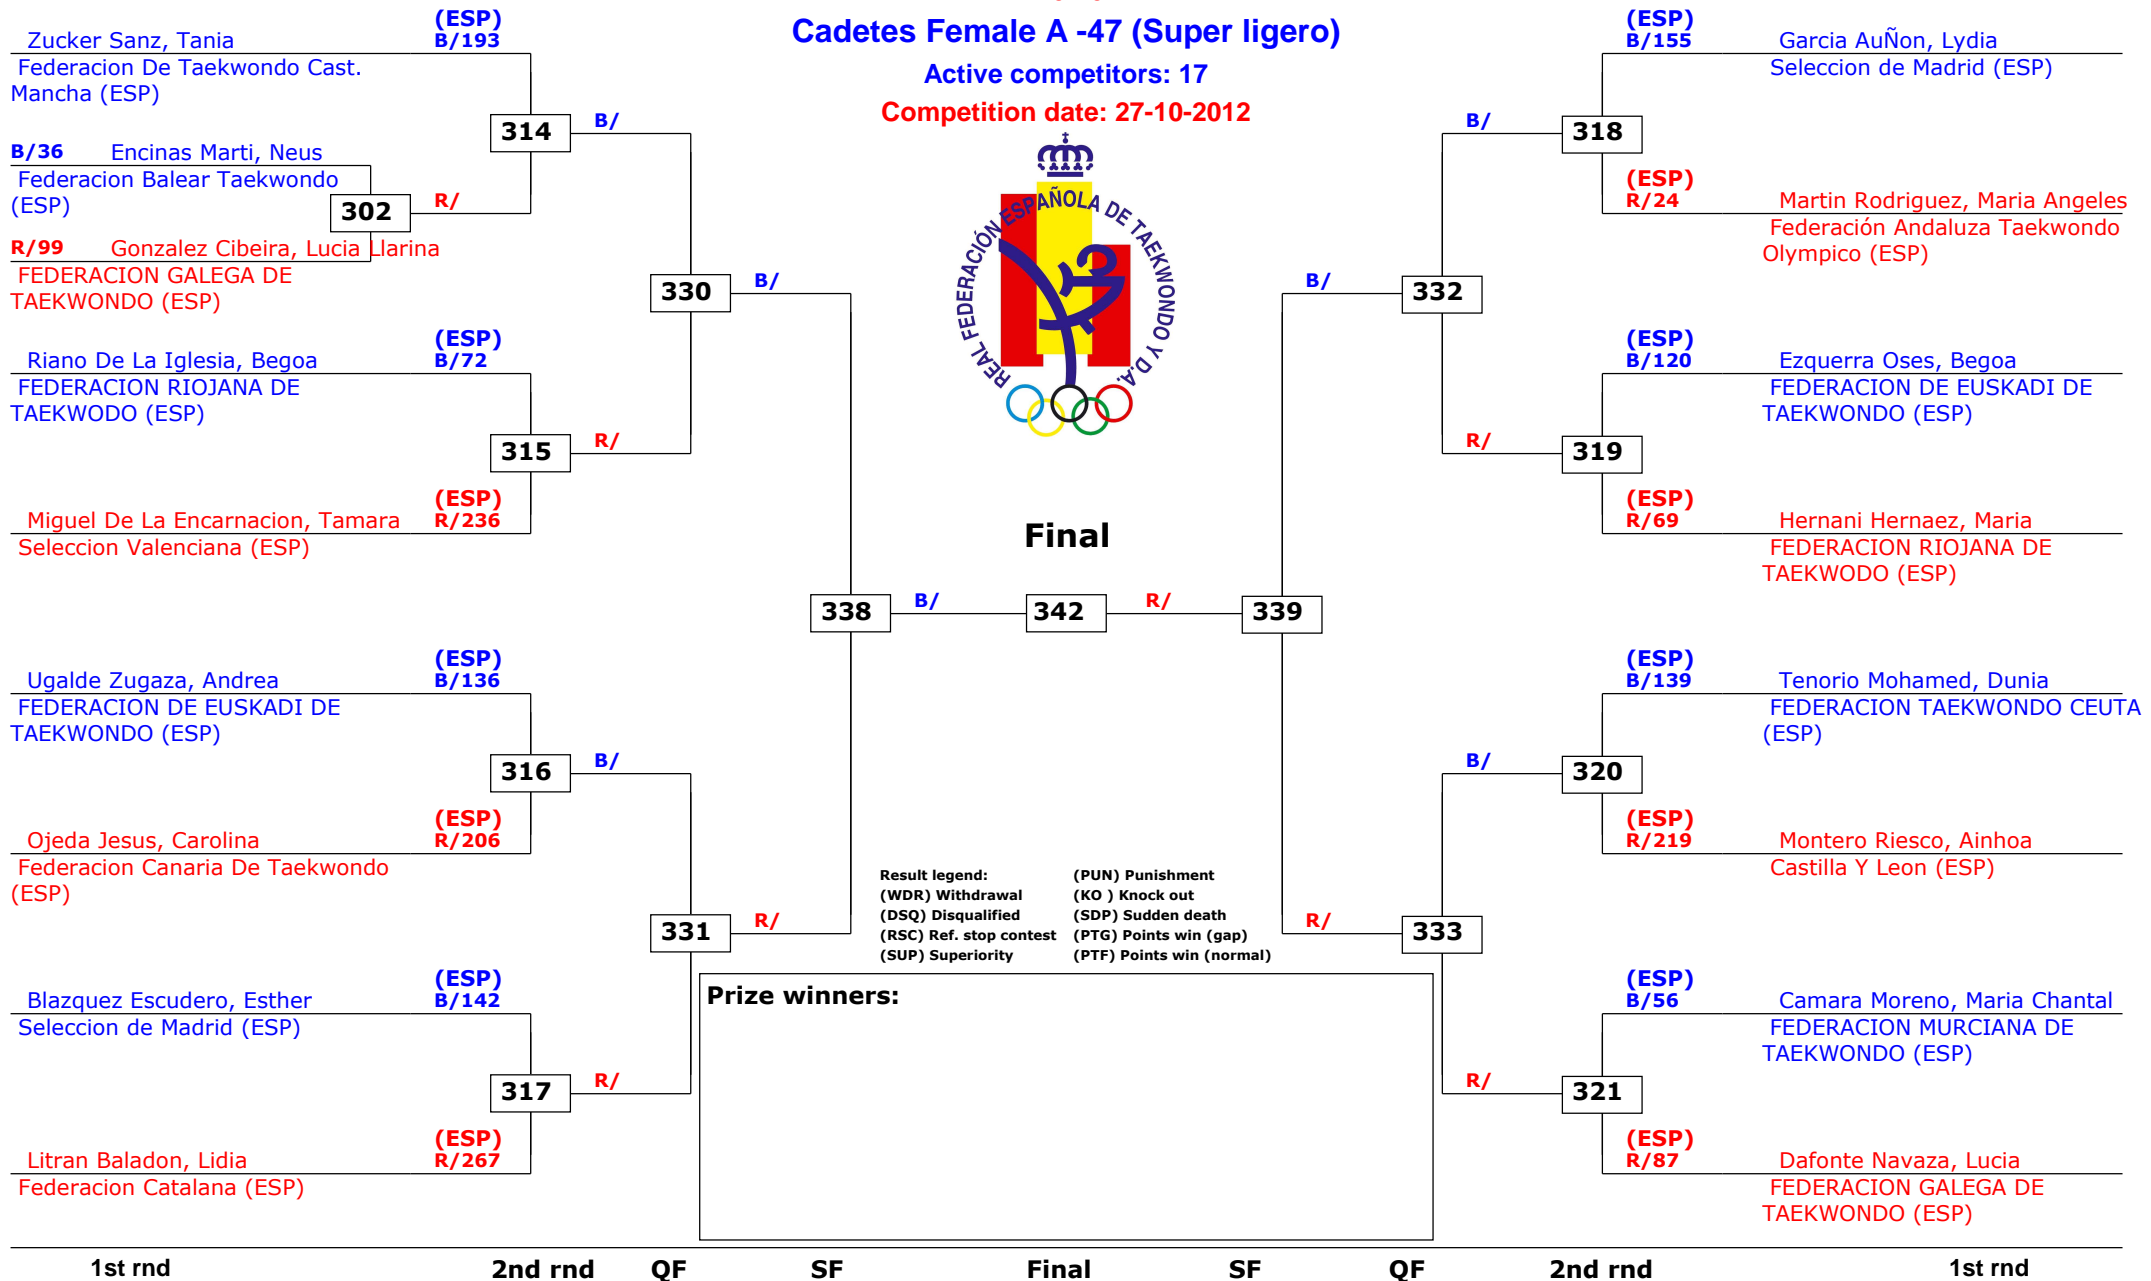 Cadetes Female A -47 (Super ligero)
Active competitors: 17
Competition date: 27-10-2012
REAL FEDERACIÓN ESPAÑOLA DE TAEKWONDO Y D.A.
(ESP)
Zucker Sanz, Tania B/193
Federacion De Taekwondo Cast.
Mancha (ESP)
314 B/
B/36 Encinas Marti, Neus
Federacion Balear Taekwondo
(ESP)
302 R/
R/99 Gonzalez Cibeira, Lucia Llarina
FEDERACION GALEGA DE
TAEKWONDO (ESP)
330 B/
(ESP)
Riano De La Iglesia, Begoa B/72
FEDERACION RIOJANA DE
TAEKWODO (ESP)
315 R/
(ESP)
Miguel De La Encarnacion, Tamara R/236
Seleccion Valenciana (ESP)
338 B/
(ESP)
Ugalde Zugaza, Andrea B/136
FEDERACION DE EUSKADI DE
TAEKWONDO (ESP)
316 B/
(ESP)
Ojeda Jesus, Carolina R/206
Federacion Canaria De Taekwondo
(ESP)
331 R/
(ESP)
Blazquez Escudero, Esther B/142
Seleccion de Madrid (ESP)
317 R/
(ESP)
Litran Baladon, Lidia R/267
Federacion Catalana (ESP)
Final
342
(ESP)
B/155 Garcia AuÑon, Lydia
Seleccion de Madrid (ESP)
B/ 318
(ESP)
R/24 Martin Rodriguez, Maria Angeles
Federación Andaluza Taekwondo
Olympico (ESP)
B/ 332
(ESP)
B/120 Ezquerra Oses, Begoa
FEDERACION DE EUSKADI DE
TAEKWONDO (ESP)
R/ 319
(ESP)
R/69 Hernani Hernaez, Maria
FEDERACION RIOJANA DE
TAEKWODO (ESP)
R/ 339
(ESP)
B/139 Tenorio Mohamed, Dunia
FEDERACION TAEKWONDO CEUTA
(ESP)
B/ 320
(ESP)
R/219 Montero Riesco, Ainhoa
Castilla Y Leon (ESP)
R/ 333
(ESP)
B/56 Camara Moreno, Maria Chantal
FEDERACION MURCIANA DE
TAEKWONDO (ESP)
R/ 321
(ESP)
R/87 Dafonte Navaza, Lucia
FEDERACION GALEGA DE
TAEKWONDO (ESP)
Result legend: (PUN) Punishment
(WDR) Withdrawal (KO ) Knock out
(DSQ) Disqualified (SDP) Sudden death
(RSC) Ref. stop contest (PTG) Points win (gap)
(SUP) Superiority (PTF) Points win (normal)
Prize winners:
1st rnd 2nd rnd QF SF Final SF QF 2nd rnd 1st rnd